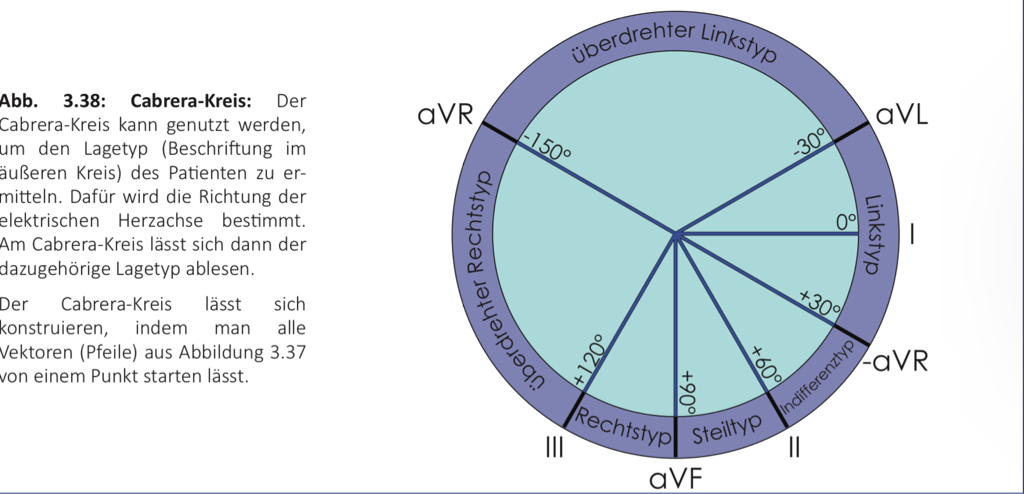 Abb. 3.38: Cabrera-Kreis: Der
Cabrera-Kreis kann genutzt werden,
um den Lagetyp (Beschriftung im
äußeren Kreis) des Patienten zu er-
mitteln. Dafür wird die Richtung der
elektrischen Herzachse bestimmt.
Am Cabrera-Kreis lässt sich dann der
dazugehörige Lagetyp ablesen.
Der Cabrera-Kreis lässt sich
konstruieren, indem man alle
Vektoren (Pfeile) aus Abbildung 3.37
von einem Punkt starten lässt.
überdrehter Linkstyp
aVR
aVL
-150°
-30°
Linkstyp
0°
I
überdrehter Rechtstyp
+30°
-aVR
Indifferenztyp
+120°
+90°
+60°
Rechtstyp
Steiltyp
III
II
aVF